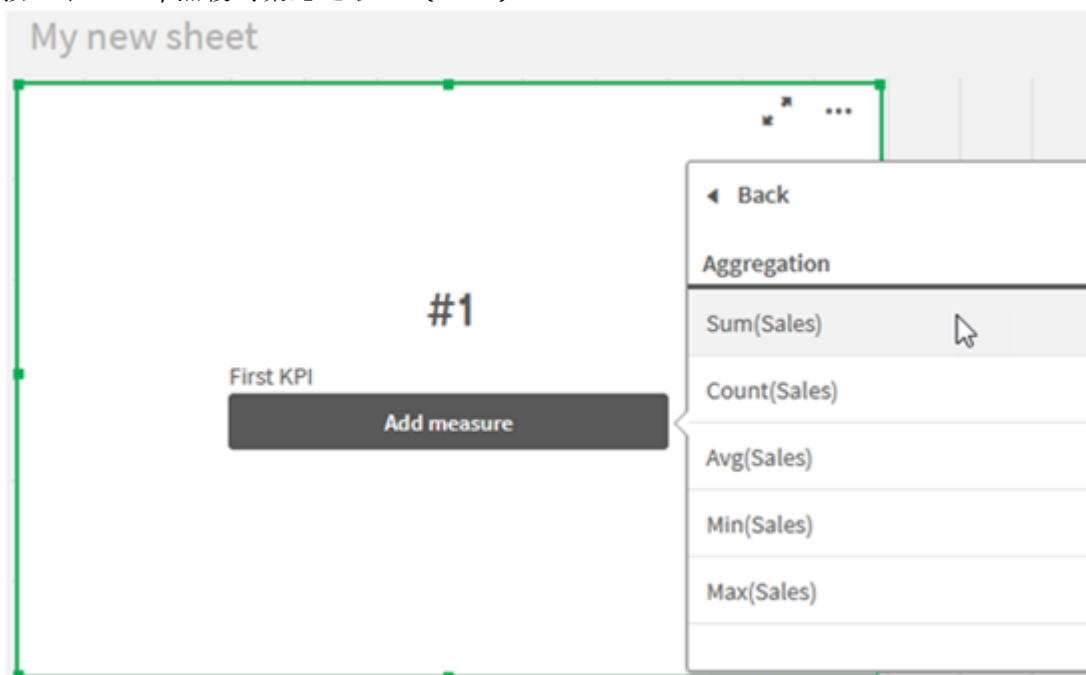 My new sheet
Back
Aggregation
#1
Sum(Sales)
First KPI
Count(Sales)
Add measure
Avg(Sales)
Min(Sales)
Max(Sales)